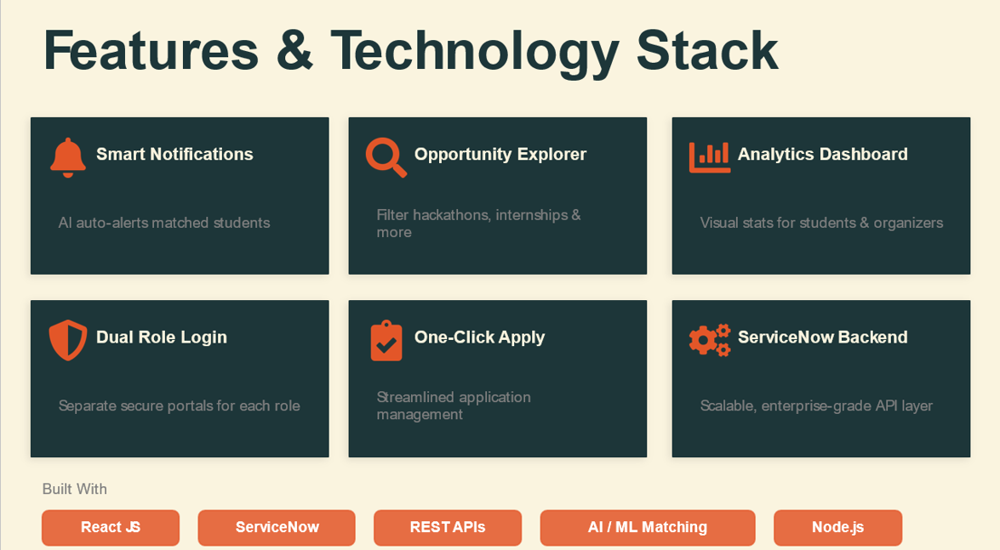 Features & Technology Stack
Smart Notifications
AI auto-alerts matched students
Opportunity Explorer
Filter hackathons, internships &
more
Analytics Dashboard
Visual stats for students & organizers
Dual Role Login
Separate secure portals for each role
One-Click Apply
Streamlined application
management
ServiceNow Backend
Scalable, enterprise-grade API layer
Built With
React JS
ServiceNow
REST APIs
AI / ML Matching
Node.js